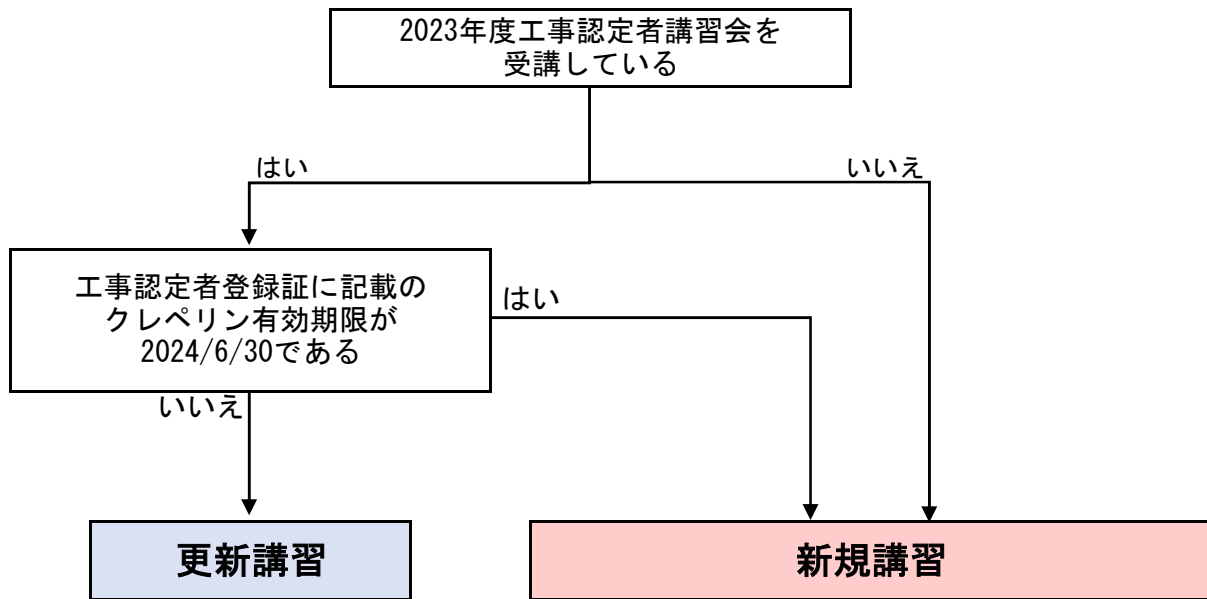 2023年度工事認定者講習会を
受講している
はい
いいえ
工事認定者登録証に記載の
クレペリン有効期限が
2024/6/30である
はい
いいえ
更新講習
新規講習